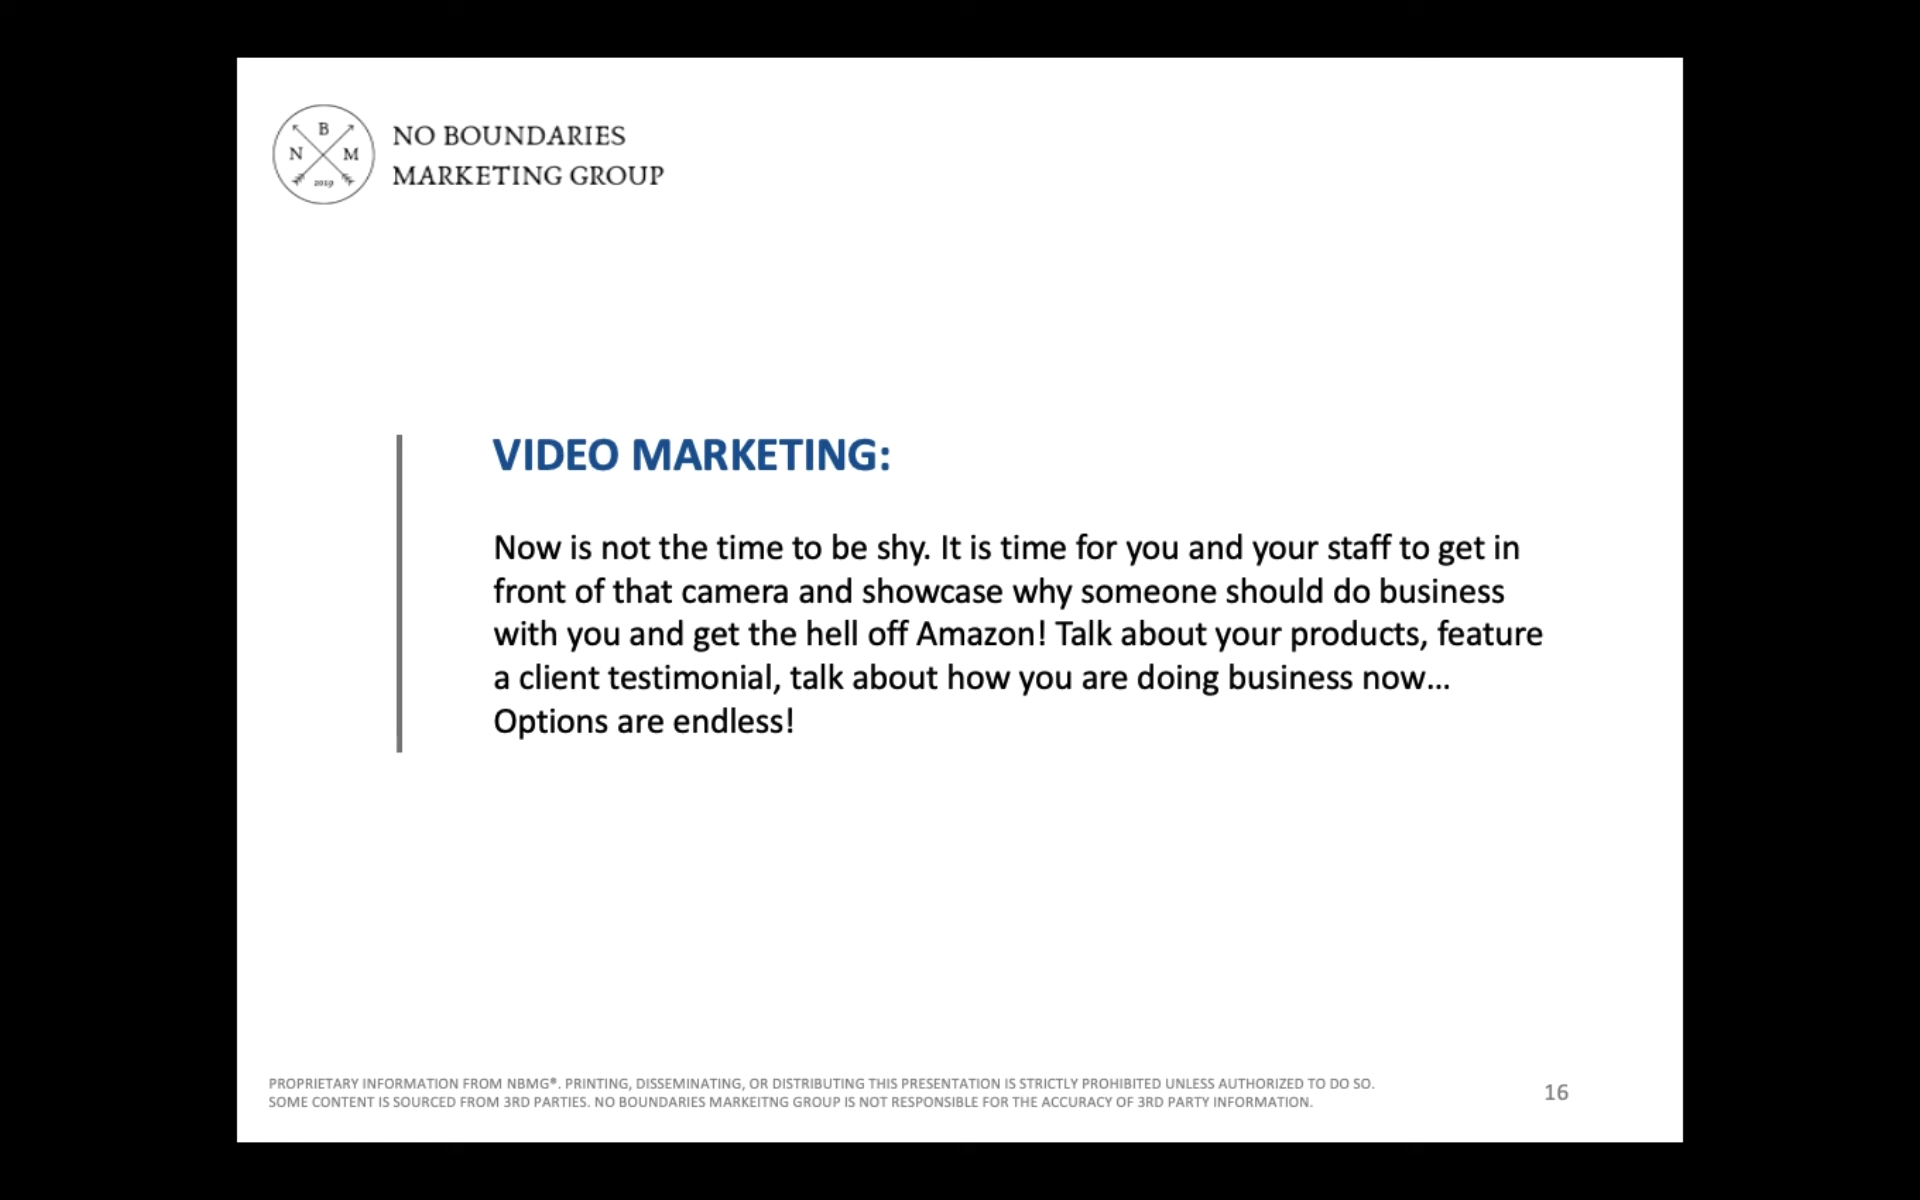 B
N M
2019
NO BOUNDARIES
MARKETING GROUP
VIDEO MARKETING:
Now is not the time to be shy. It is time for you and your staff to get in
front of that camera and showcase why someone should do business
with you and get the hell off Amazon! Talk about your products, feature
a client testimonial, talk about how you are doing business now...
Options are endless!
PROPRIETARY INFORMATION FROM NBMG®. PRINTING, DISSEMINATING, OR DISTRIBUTING THIS PRESENTATION IS STRICTLY PROHIBITED UNLESS AUTHORIZED TO DO SO.
SOME CONTENT IS SOURCED FROM 3RD PARTIES. NO BOUNDARIES MARKEITNG GROUP IS NOT RESPONSIBLE FOR THE ACCURACY OF 3RD PARTY INFORMATION.
16